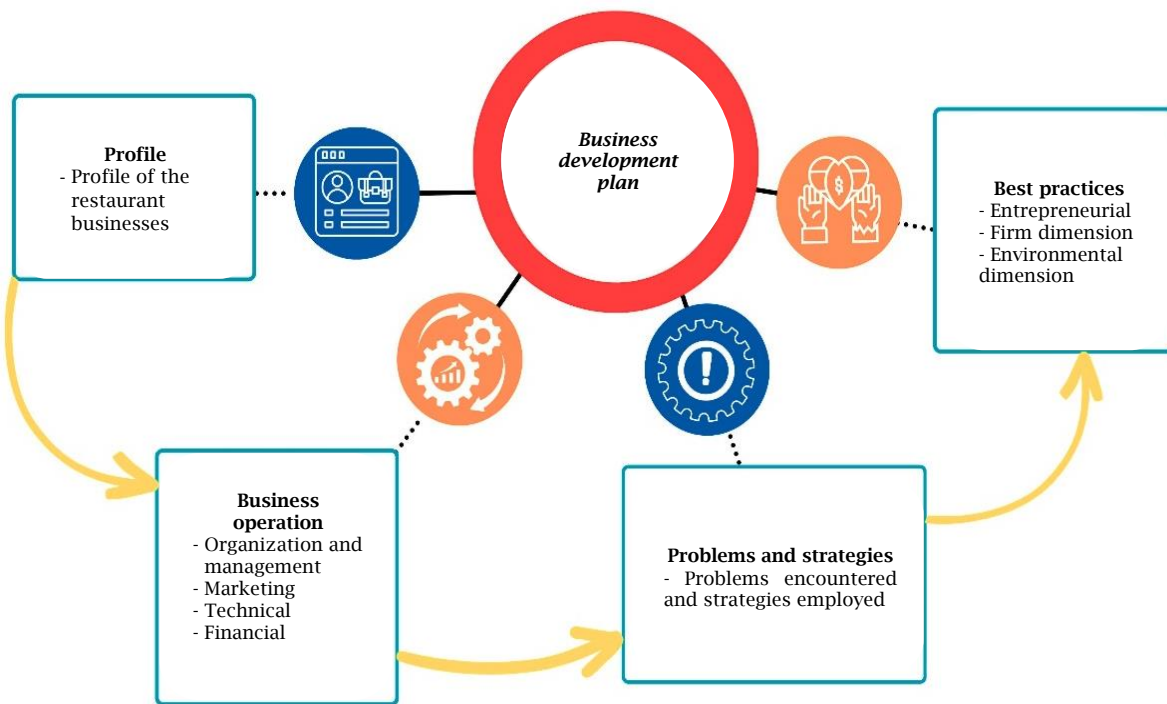 Business
development
plan
Profile
- Profile of the
restaurant
businesses
Business
operation
- Organization and
management
- Marketing
- Technical
- Financial
Problems and strategies
- Problems encountered
and strategies employed
Best practices
- Entrepreneurial
- Firm dimension
- Environmental
dimension